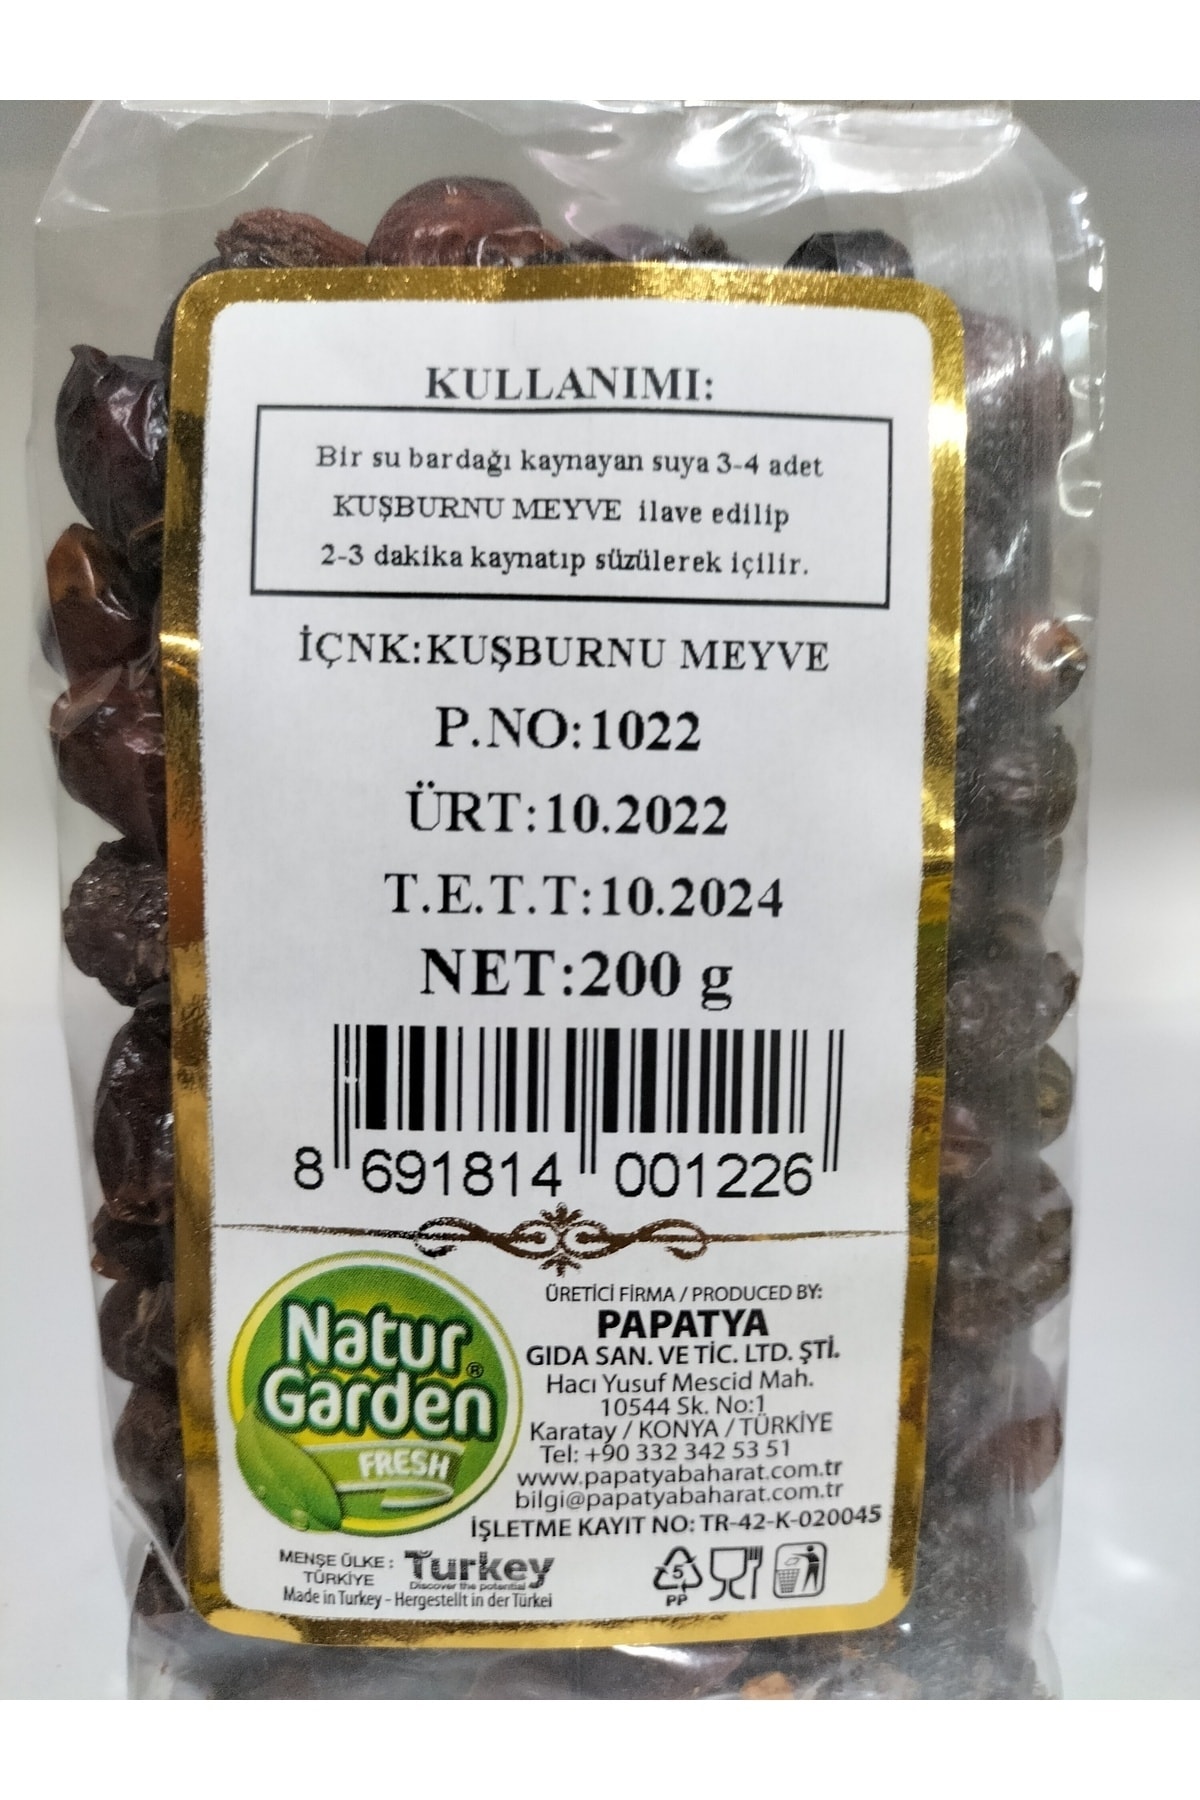 KULLANIMI:
Bir su bardağı kaynayan suya 3-4 adet
KUŞBURNU MEYVE ilave edilip
2-3 dakika kaynatıp süzülerek içilir.
İÇNK:KUŞBURNU MEYVE
P.NO:1022
ÜRT:10.2022
T.E.T.T:10.2024
NET:200 g
8 691814 001226
Natur
Garden®
FRESH
ÜRETİCİ FİRMA / PRODUCED BY:
PAPATYA
GIDA SAN. VE TİC. LTD. ŞTİ.
Hacı Yusuf Mescid Mah.
10544 Sk. No:1
Karatay / KONYA / TÜRKİYE
Tel: +90 332 342 53 51
www.papatyabaharat.com.tr
bilgi@papatyabaharat.com.tr
İŞLETME KAYIT NO: TR-42-K-020045
MENŞE ÜLKE :
TÜRKİYE
Turkey
Discover the potential
Made in Turkey - Hergestellt in der Türkei
5
PP